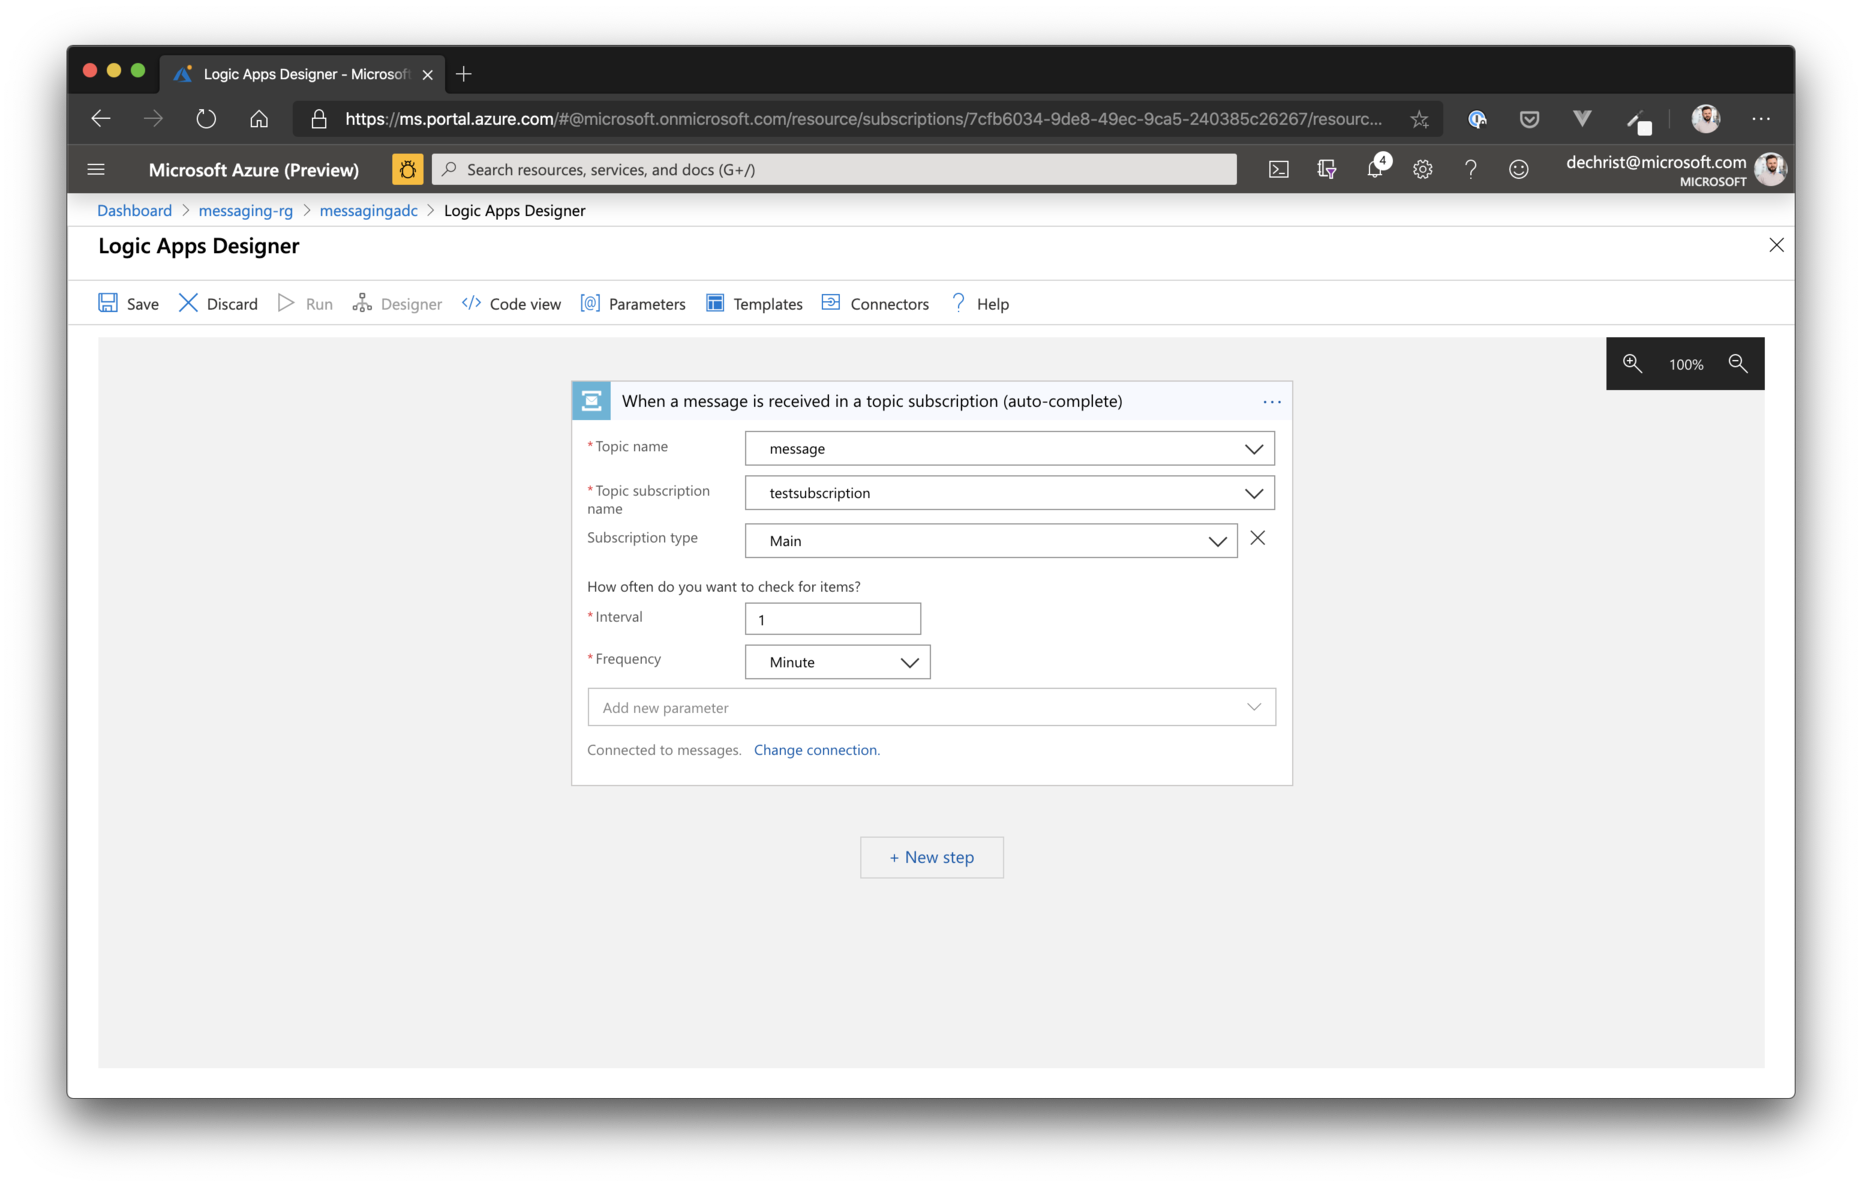 Logic Apps Designer - Microsoft
https://ms.portal.azure.com/#@microsoft.onmicrosoft.com/resource/subscriptions/7cfb6034-9de8-49ec-9ca5-240385c26267/resourc...
Microsoft Azure (Preview)
Search resources, services, and docs (G+/)
4
dechrist@microsoft.com
MICROSOFT
Dashboard > messaging-rg > messagingadc > Logic Apps Designer
Logic Apps Designer
Save Discard Run Designer Code view Parameters Templates Connectors Help
100%
When a message is received in a topic subscription (auto-complete)
* Topic name
message
* Topic subscription
name
testsubscription
Subscription type
Main
How often do you want to check for items?
* Interval
1
* Frequency
Minute
Add new parameter
Connected to messages. Change connection.
+ New step